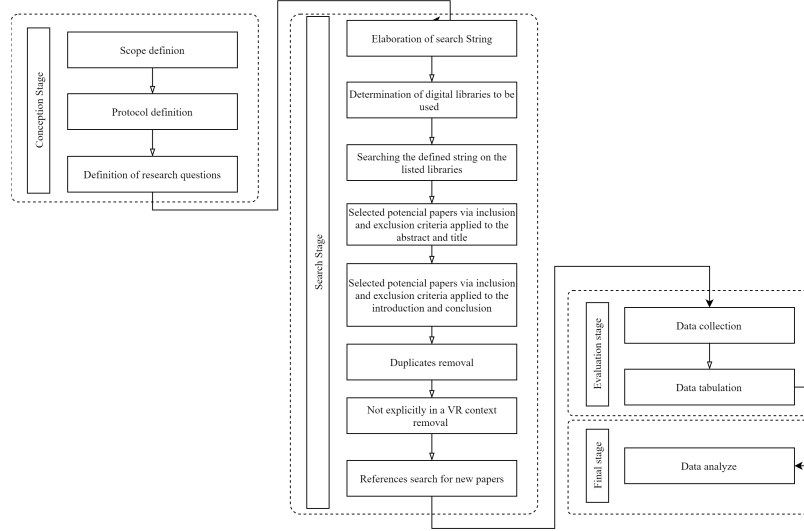 Conception Stage
Scope definion
Protocol definition
Definition of research questions
Search Stage
Elaboration of search String
Determination of digital libraries to be
used
Searching the defined string on the
listed libraries
Selected potencial papers via inclusion
and exclusion criteria applied to the
abstract and title
Selected potencial papers via inclusion
and exclusion criteria applied to the
introduction and conclusion
Duplicates removal
Not explicitly in a VR context
removal
References search for new papers
Evaluation stage
Data collection
Data tabulation
Final stage
Data analyze